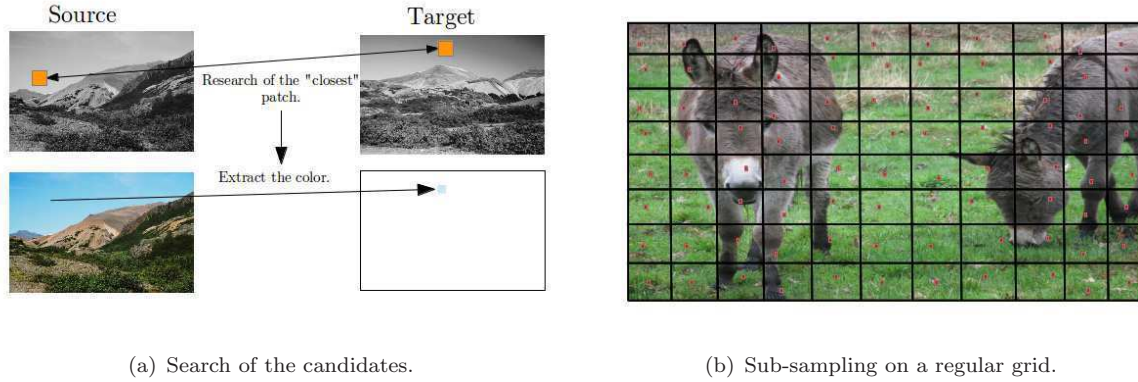 Source
Target
Research of the "closest"
patch.
Extract the color.
(a) Search of the candidates.
(b) Sub-sampling on a regular grid.